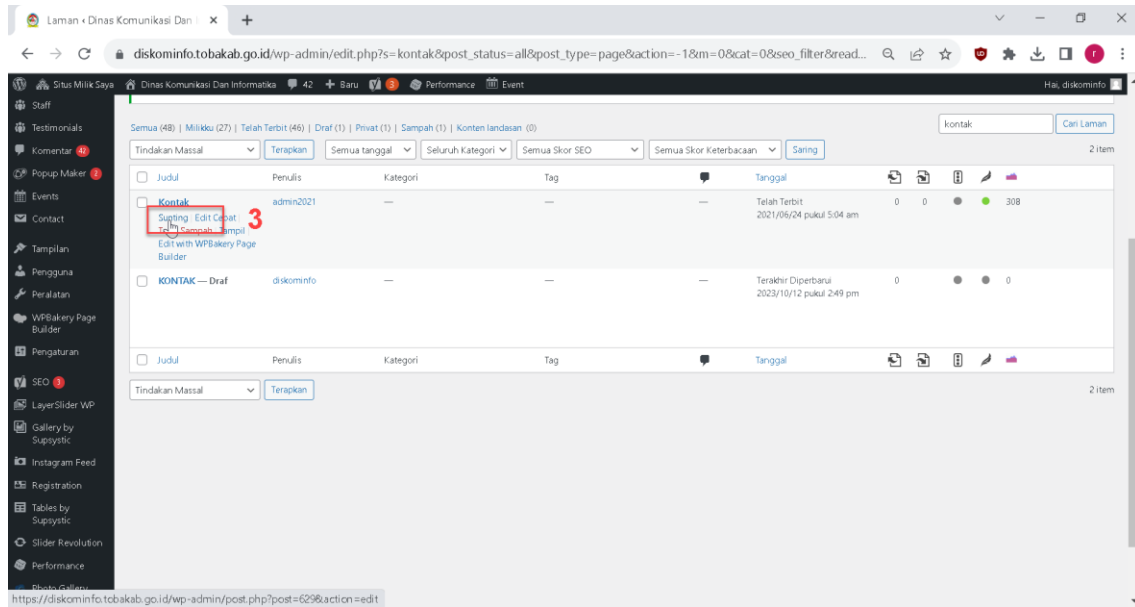 Laman ‹ Dinas Komunikasi Dan I
diskominfo.tobakab.go.id/wp-admin/edit.php?s=kontak&post_status=all&post_type=page&action=-1&m=0&cat=0&seo_filter&read...
Situs Milik Saya Dinas Komunikasi Dan Informatika 42 + Baru 3 Performance Event Hai, diskominfo
Staff
Testimonials
Komentar 42
Popup Maker 2
Events
Contact
Tampilan
Pengguna
Peralatan
WPBakery Page
Builder
Pengaturan
SEO 3
LayerSlider WP
Gallery by
Supsystic
Instagram Feed
Registration
Tables by
Supsystic
Slider Revolution
Performance
Photo Gallery
Semua (48) | Milikku (27) | Telah Terbit (46) | Draf (1) | Privat (1) | Sampah (1) | Konten landasan (0)
kontak Cari Laman
Tindakan Massal Terapkan Semua tanggal Seluruh Kategori Semua Skor SEO Semua Skor Keterbacaan Saring 2 item
Judul Penulis Kategori Tag Tanggal
Kontak admin2021 — — Telah Terbit 0 0 308
Sunting | Edit Cepat | 2021/06/24 pukul 5:04 am
Sampah Tampil |
Edit with WPBakery Page
Builder
3
KONTAK — Draf diskominfo — — Terakhir Diperbarui 0 0
2023/10/12 pukul 2:49 pm
Judul Penulis Kategori Tag Tanggal
Tindakan Massal Terapkan 2 item
https://diskominfo.tobakab.go.id/wp-admin/post.php?post=629&action=edit